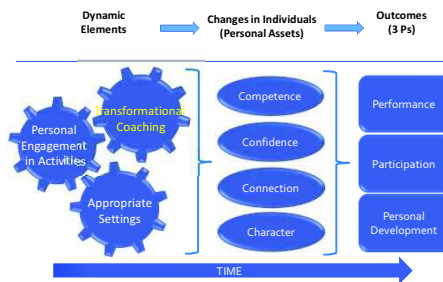 Dynamic
Elements
Changes in Individuals
(Personal Assets)
Outcomes
(3 Ps)
Transformational
Coaching
Personal
Engagement
in Activities
Appropriate
Settings
Competence
Confidence
Connection
Character
Performance
Participation
Personal
Development
TIME